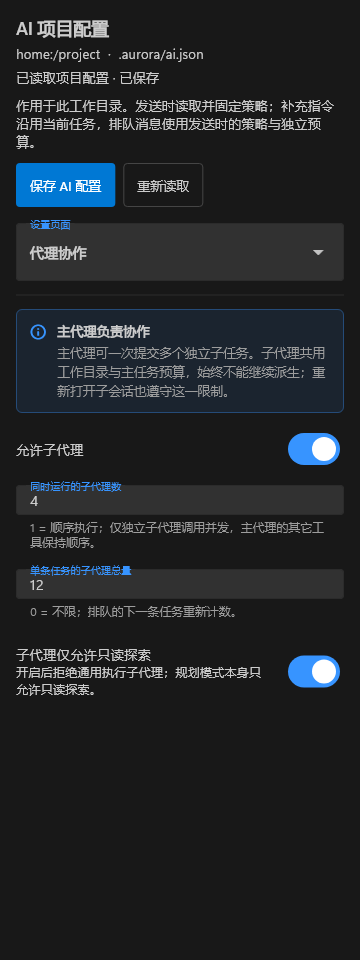 AI 项目配置
home:/project · .aurora/ai.json
已读取项目配置 · 已保存
作用于此工作目录。发送时读取并固定策略；补充指令
沿用当前任务，排队消息使用发送时的策略与独立预
算。
保存 AI 配置
重新读取
设置页面
代理协作
主代理负责协作
主代理可一次提交多个独立子任务。子代理共用
工作目录与主任务预算，始终不能继续派生；重
新打开子会话也遵守这一限制。
允许子代理
同时运行的子代理数
4
1 = 顺序执行；仅独立子代理调用并发，主代理的其它工
具保持顺序。
单条任务的子代理总量
12
0 = 不限；排队的下一条任务重新计数。
子代理仅允许只读探索
开启后拒绝通用执行子代理；规划模式本身只
允许只读探索。